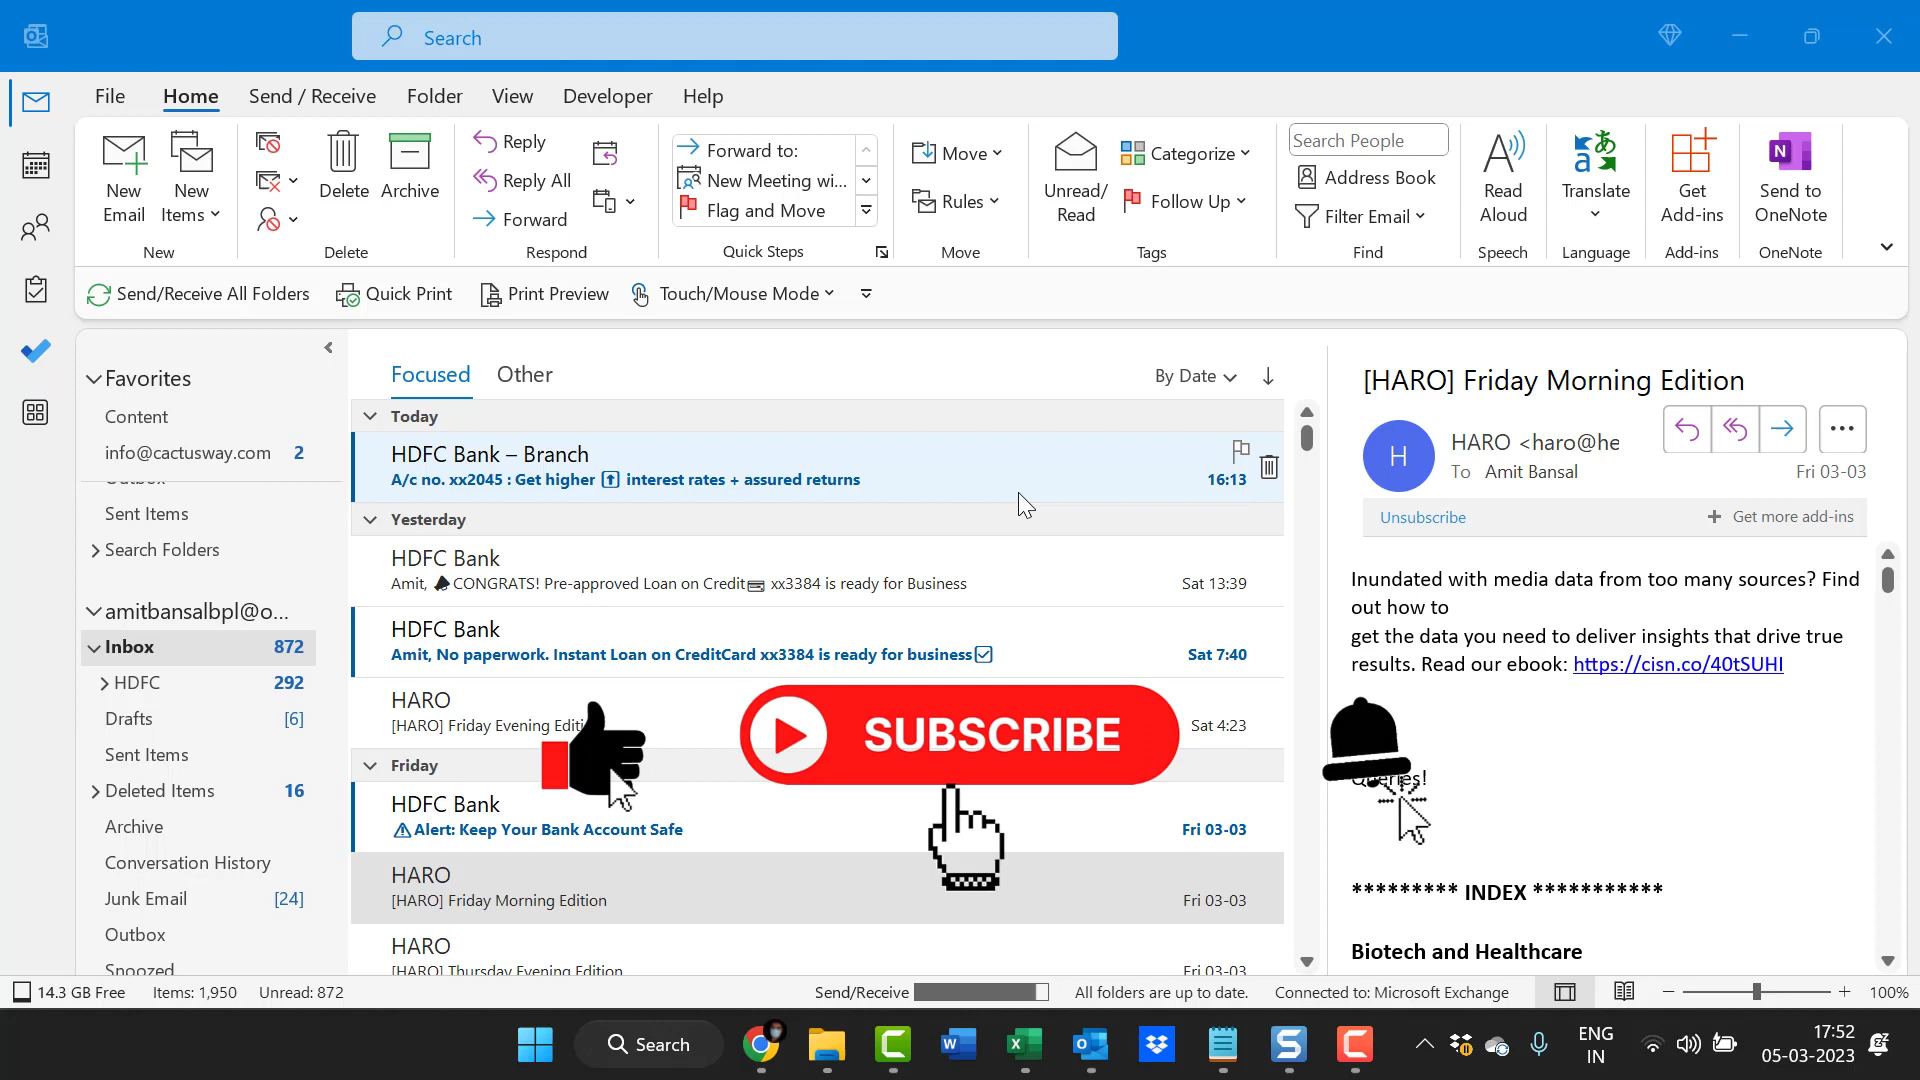 Search
File Home Send / Receive Folder View Developer Help
New Email
New Items
New
Delete
Archive
Delete
Reply
Reply All
Forward
Respond
Forward to:
New Meeting wi...
Flag and Move
Quick Steps
Move
Rules
Move
Unread/ Read
Categorize
Follow Up
Tags
Search People
Address Book
Filter Email
Find
Read Aloud
Speech
Translate
Language
Get Add-ins
Add-ins
N
Send to OneNote
OneNote
Send/Receive All Folders Quick Print Print Preview Touch/Mouse Mode
Favorites
Content
info@cactusway.com 2
Outbox
Sent Items
Search Folders
amitbansalbpl@o...
Inbox 872
HDFC 292
Drafts [6]
Sent Items
Deleted Items 16
Archive
Conversation History
Junk Email [24]
Outbox
Snoozed
Focused Other By Date
Today
HDFC Bank – Branch
A/c no. xx2045 : Get higher interest rates + assured returns 16:13
Yesterday
HDFC Bank
Amit, CONGRATS! Pre-approved Loan on Credit xx3384 is ready for Business Sat 13:39
HDFC Bank
Amit, No paperwork. Instant Loan on CreditCard xx3384 is ready for business Sat 7:40
HARO
[HARO] Friday Evening Editi Sat 4:23
SUBSCRIBE
Friday
HDFC Bank
Alert: Keep Your Bank Account Safe Fri 03-03
HARO
[HARO] Friday Morning Edition Fri 03-03
HARO
[HARO] Thursday Evening Edition Fri 03-03
[HARO] Friday Morning Edition
H
HARO <haro@he
To Amit Bansal Fri 03-03
Unsubscribe + Get more add-ins
Inundated with media data from too many sources? Find
out how to
get the data you need to deliver insights that drive true
results. Read our ebook: https://cisn.co/40tSUHI
Queries!
********* INDEX ***********
Biotech and Healthcare
14.3 GB Free Items: 1,950 Unread: 872 Send/Receive All folders are up to date. Connected to: Microsoft Exchange 100%
Search
ENG
IN
17:52
05-03-2023